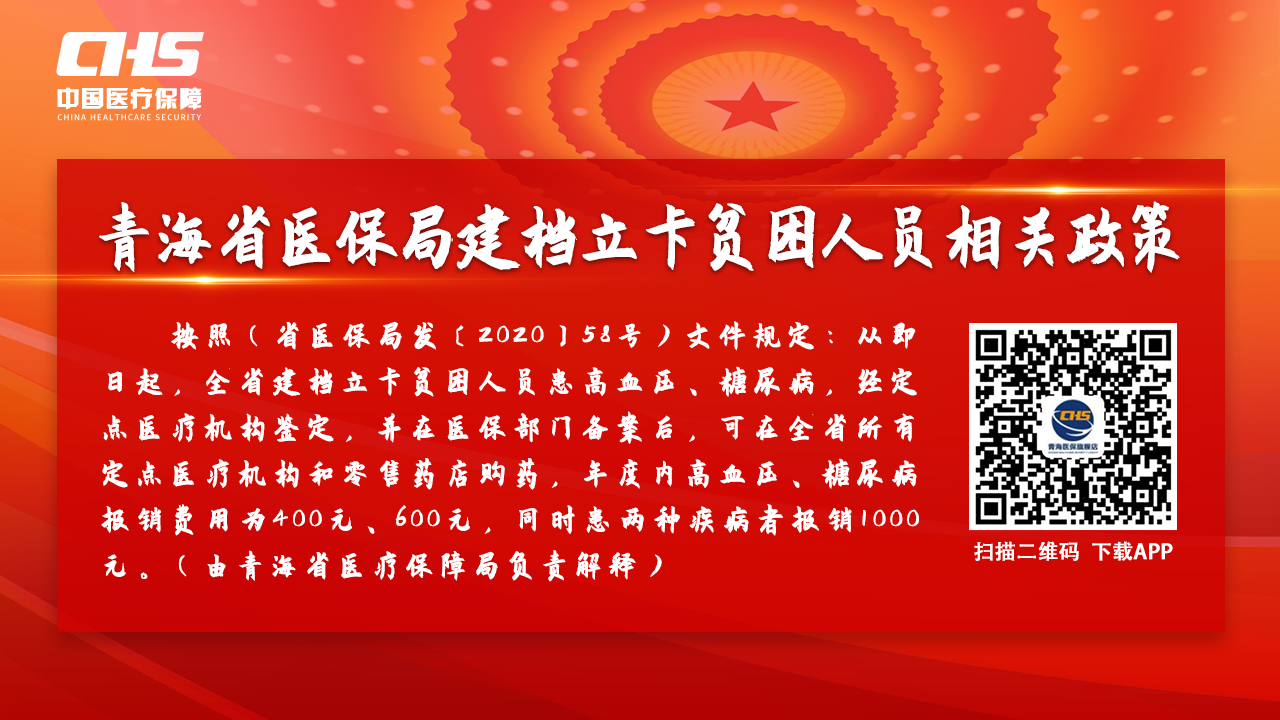 CHS
中国医疗保障
CHINA HEALTHCARE SECURITY
青海省医保局建档立卡贫困人员相关政策
按照（省医保局发〔2020〕58号）文件规定：从即
日起，全省建档立卡贫困人员患高血压、糖尿病，经定
点医疗机构鉴定，并在医保部门备案后，可在全省所有
定点医疗机构和零售药店购药，年度内高血压、糖尿病
报销费用为400元、600元，同时患两种疾病者报销1000
元。（由青海省医疗保障局负责解释）
CHS
青海医保旗舰店
扫描二维码 下载APP